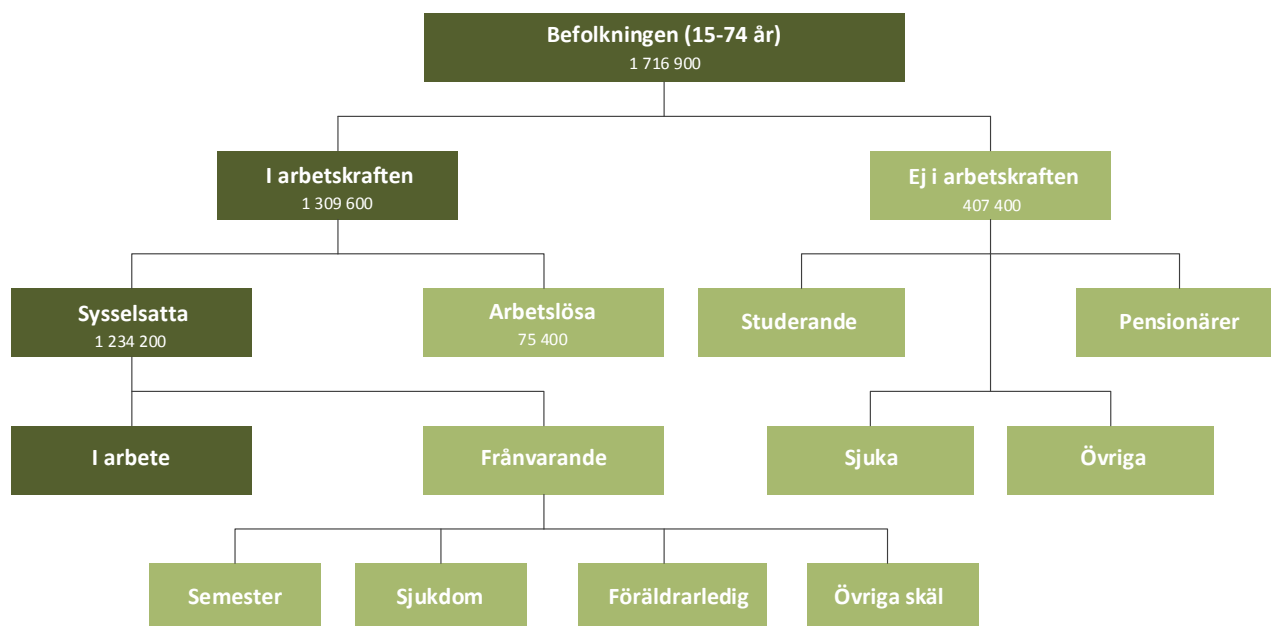 Befolkningen (15-74 år)
1 716 900
I arbetskraften
1 309 600
Ej i arbetskraften
407 400
Sysselsatta
1 234 200
Arbetslösa
75 400
Studerande
Pensionärer
I arbete
Frånvarande
Sjuka
Övriga
Semester
Sjukdom
Föräldrarledig
Övriga skäl